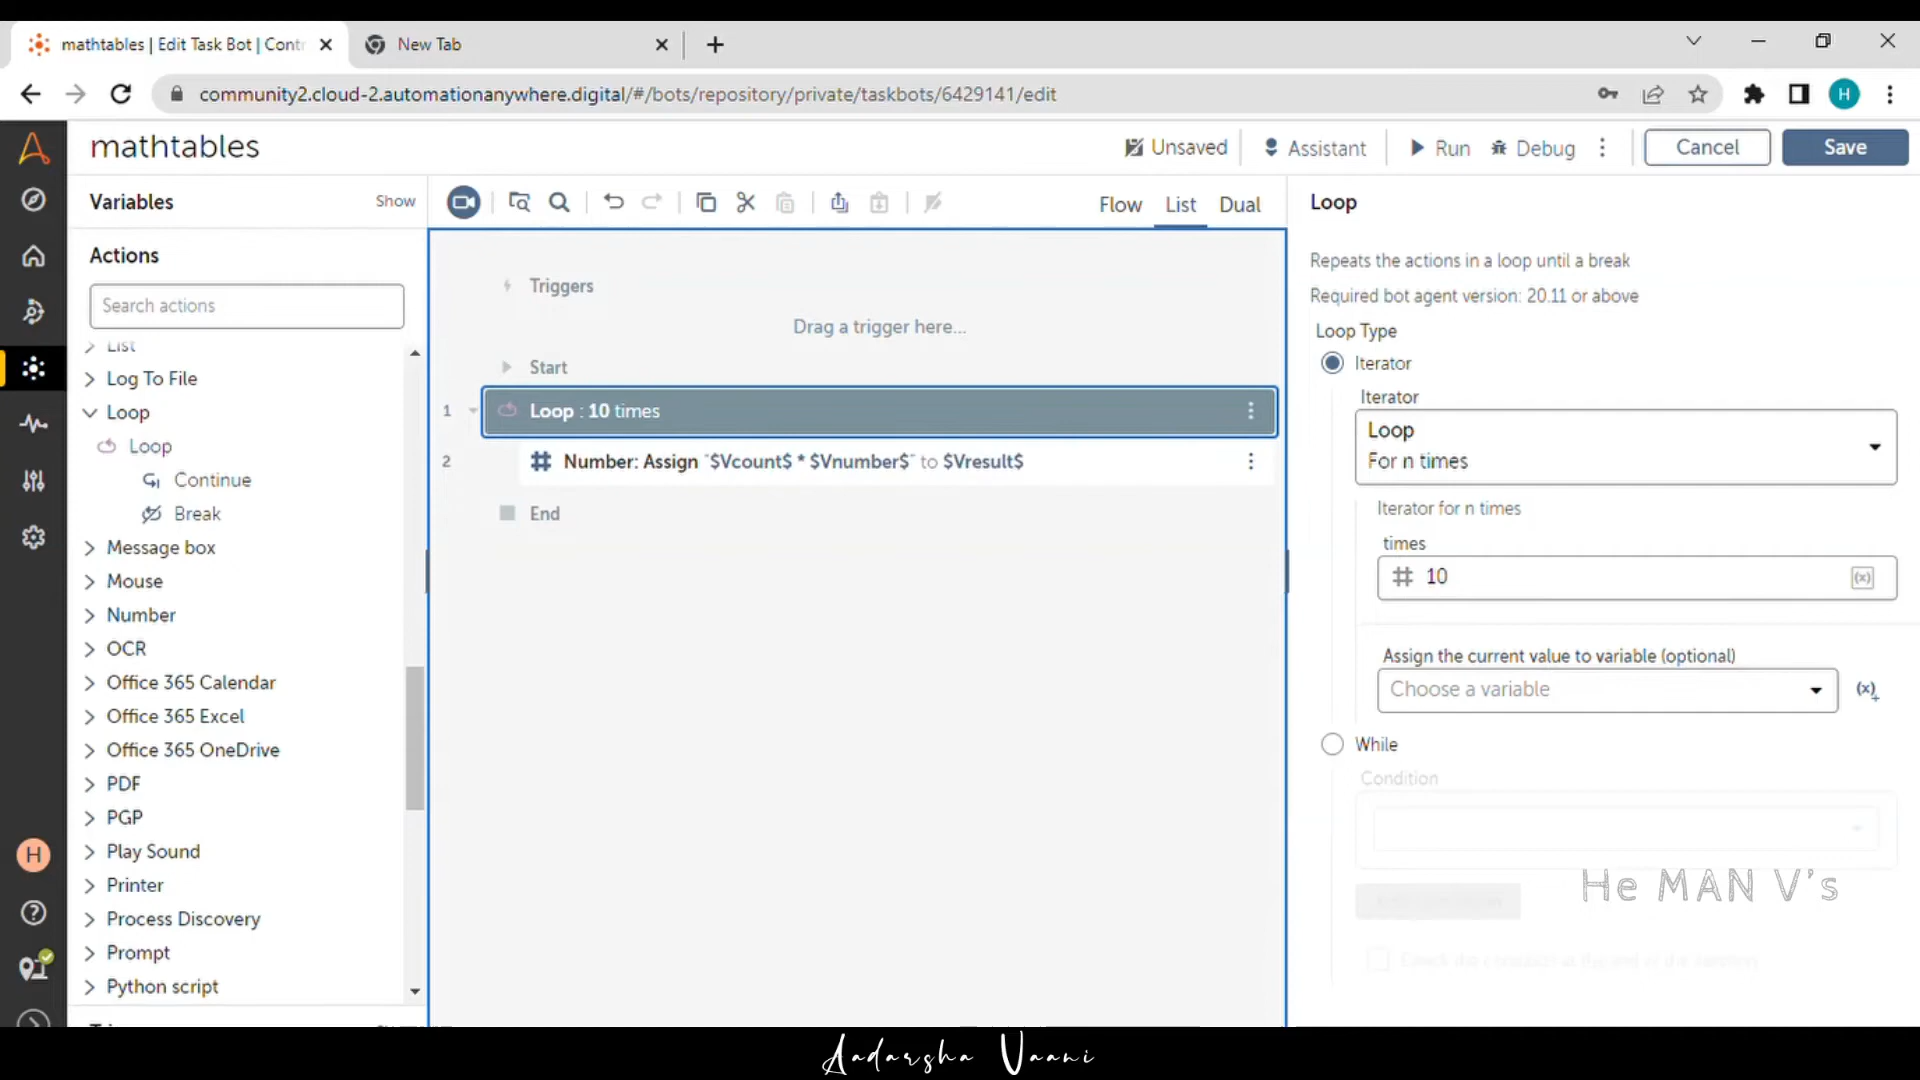 mathtables | Edit Task Bot | Contr
New Tab
community2.cloud-2.automationanywhere.digital/#/bots/repository/private/taskbots/6429141/edit
H
mathtables
Unsaved
Assistant
Run
Debug
Cancel
Save
Variables
Show
Flow
List
Dual
Loop
Actions
Search actions
List
Log To File
Loop
Loop
Continue
Break
Message box
Mouse
Number
OCR
Office 365 Calendar
Office 365 Excel
Office 365 OneDrive
PDF
PGP
Play Sound
Printer
Process Discovery
Prompt
Python script
H
Triggers
Drag a trigger here...
Start
1
Loop : 10 times
2
Number: Assign "$Vcount$ * $Vnumber$" to $Vresult$
End
Repeats the actions in a loop until a break
Required bot agent version: 20.11 or above
Loop Type
Iterator
Iterator
Loop
For n times
Iterator for n times
times
10
(x)
Assign the current value to variable (optional)
Choose a variable
(x)+
While
Condition
He MAN V's
Aadarsha Vaani